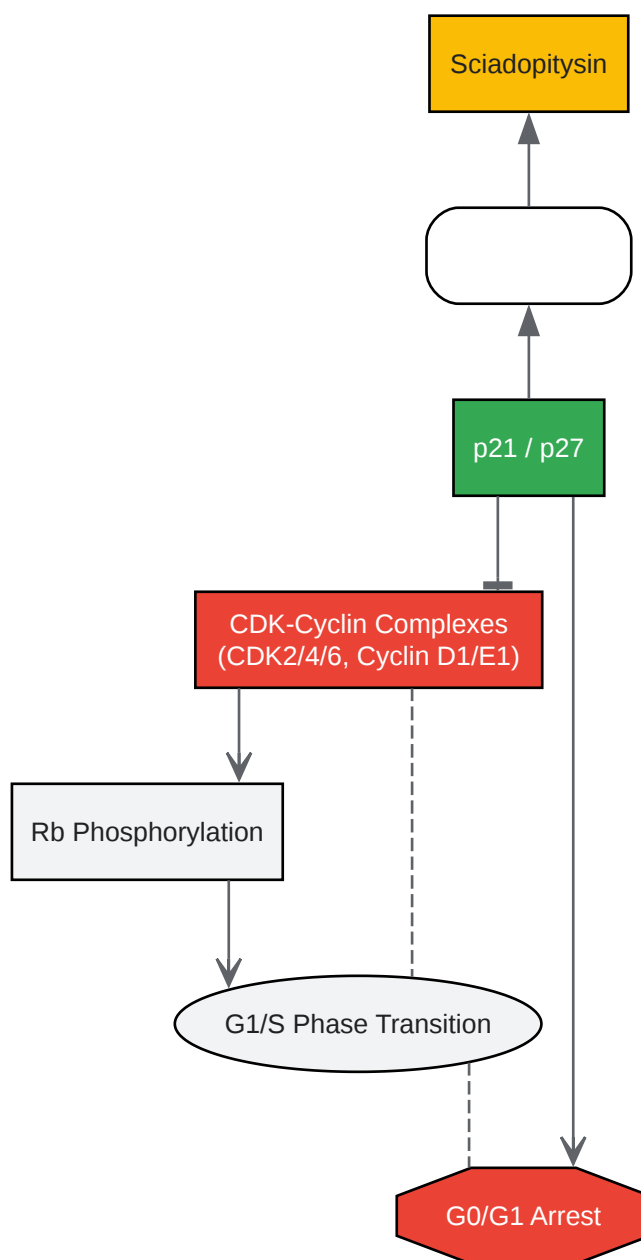 Sciadopitysin
p21 / p27
CDK-Cyclin Complexes
(CDK2/4/6, Cyclin D1/E1)
Rb Phosphorylation
G1/S Phase Transition
G0/G1 Arrest